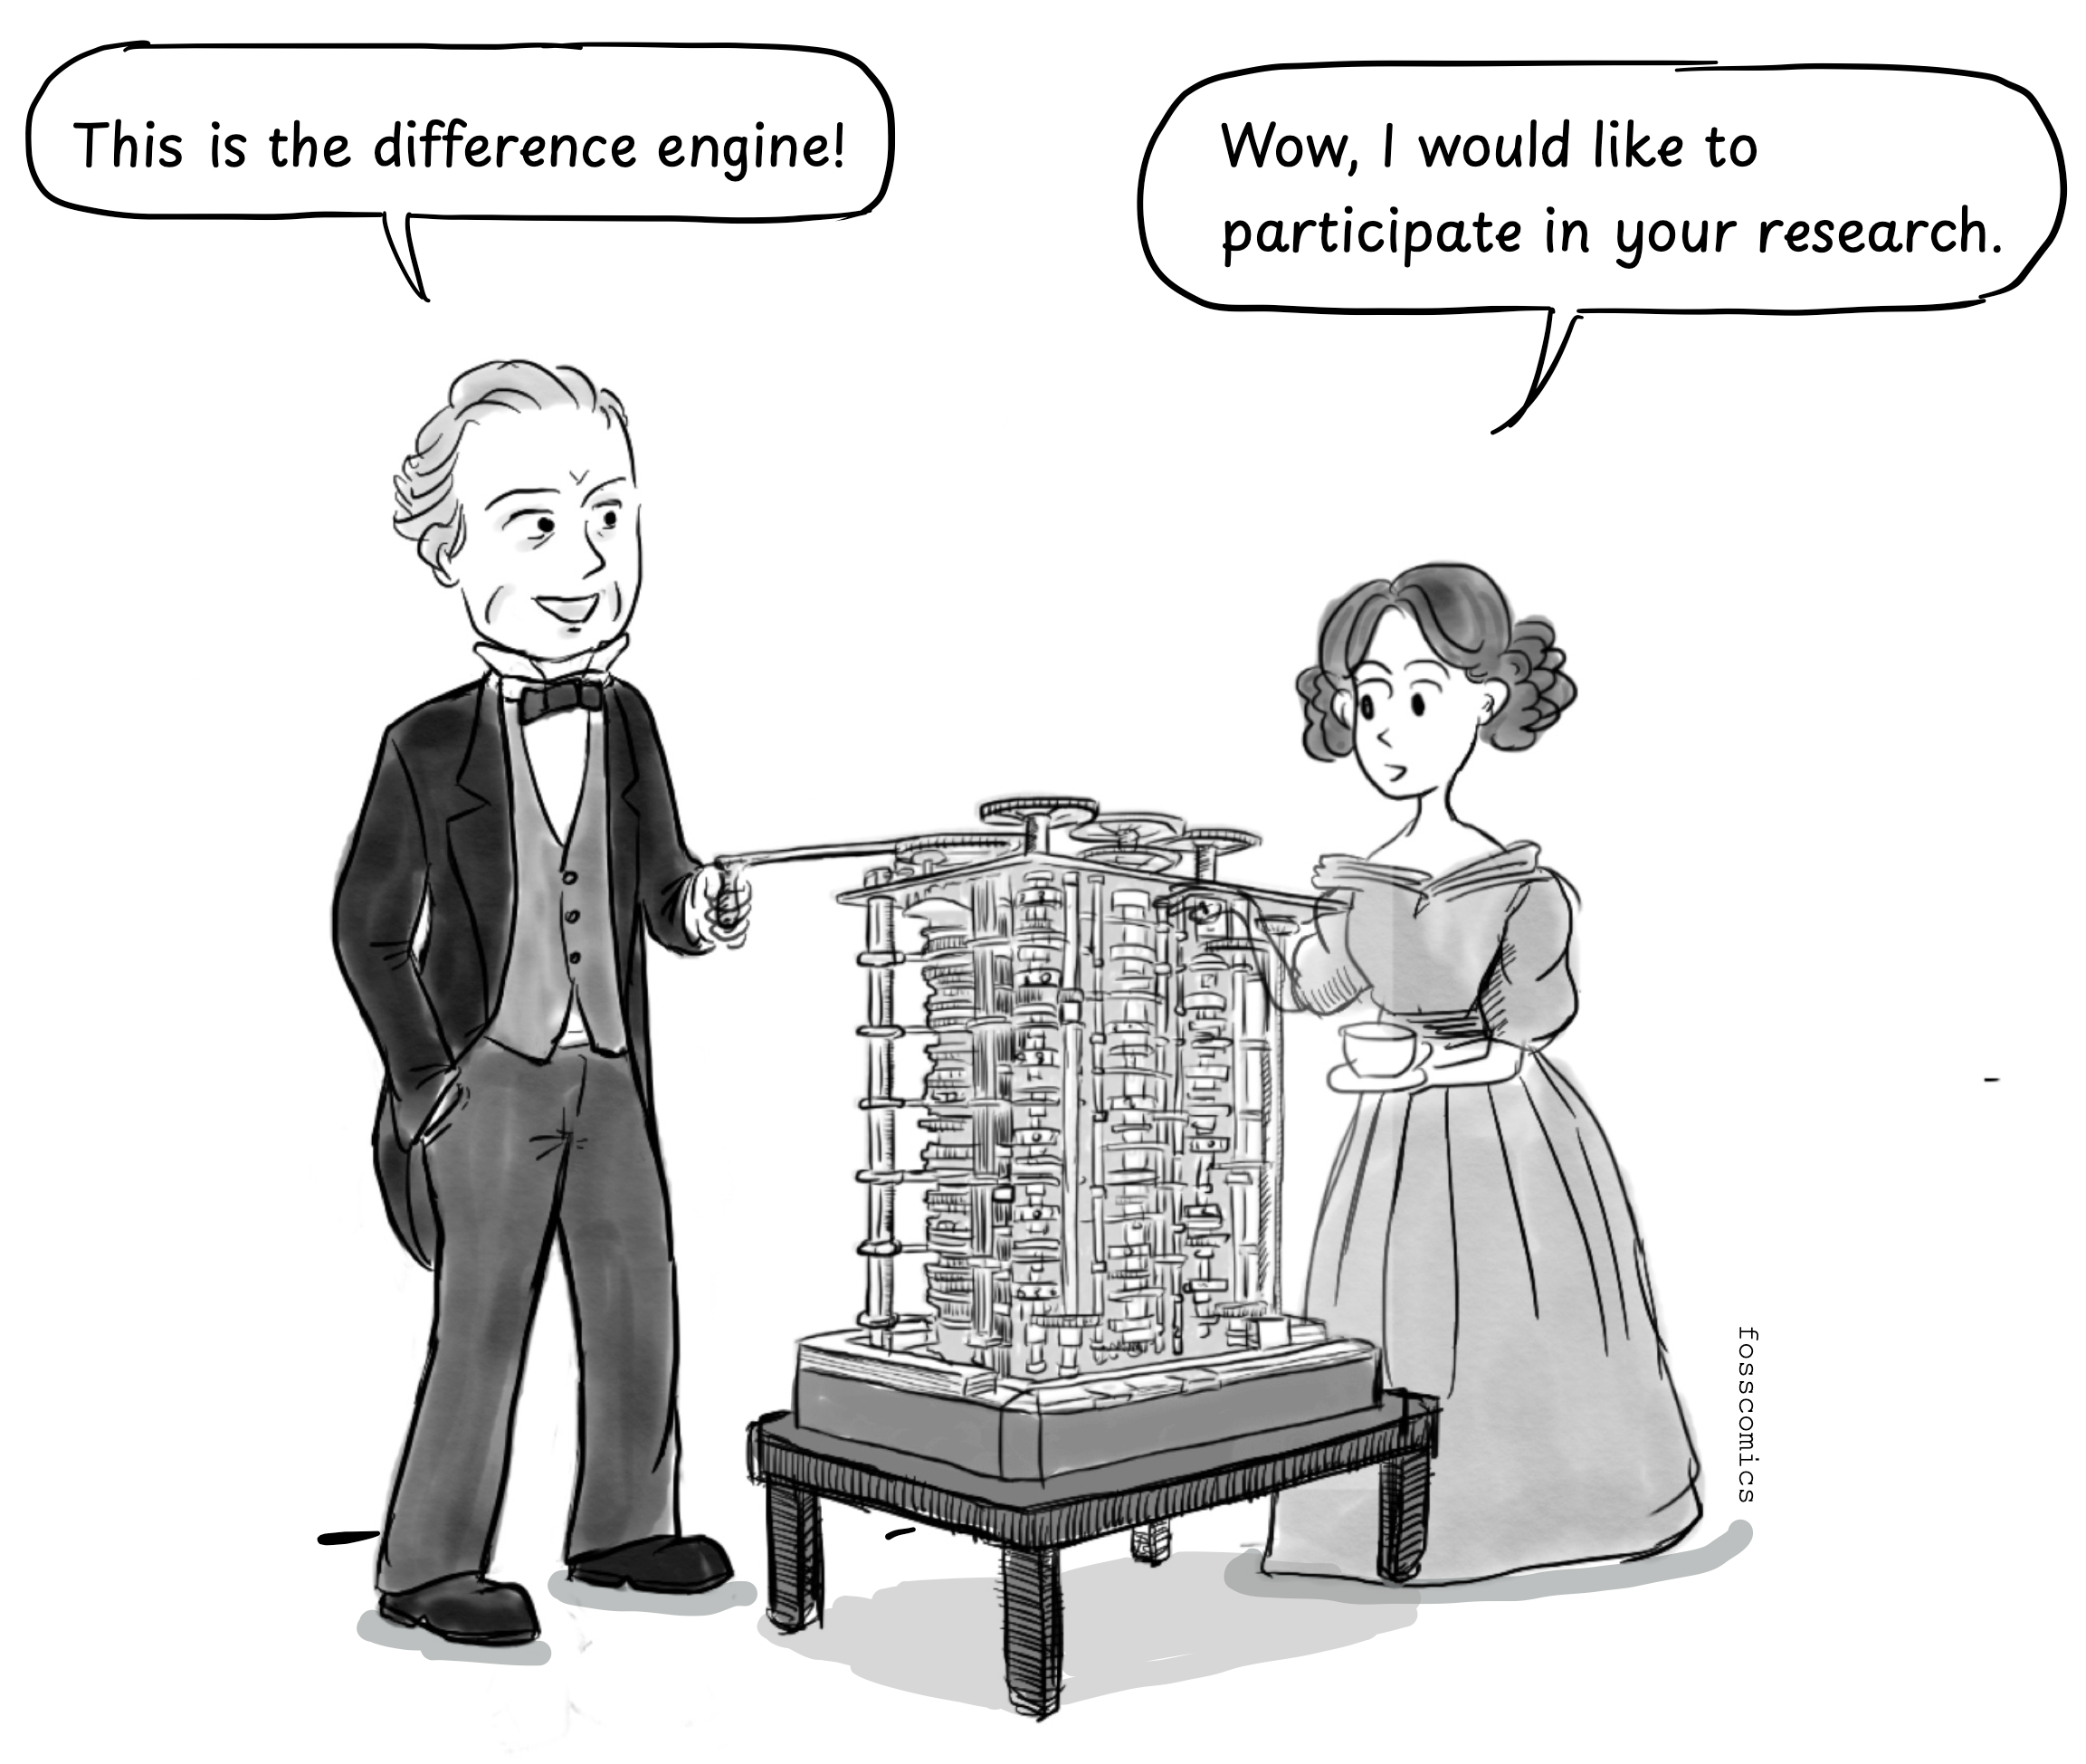 This is the difference engine!
Wow, I would like to
participate in your research.
fosscomics